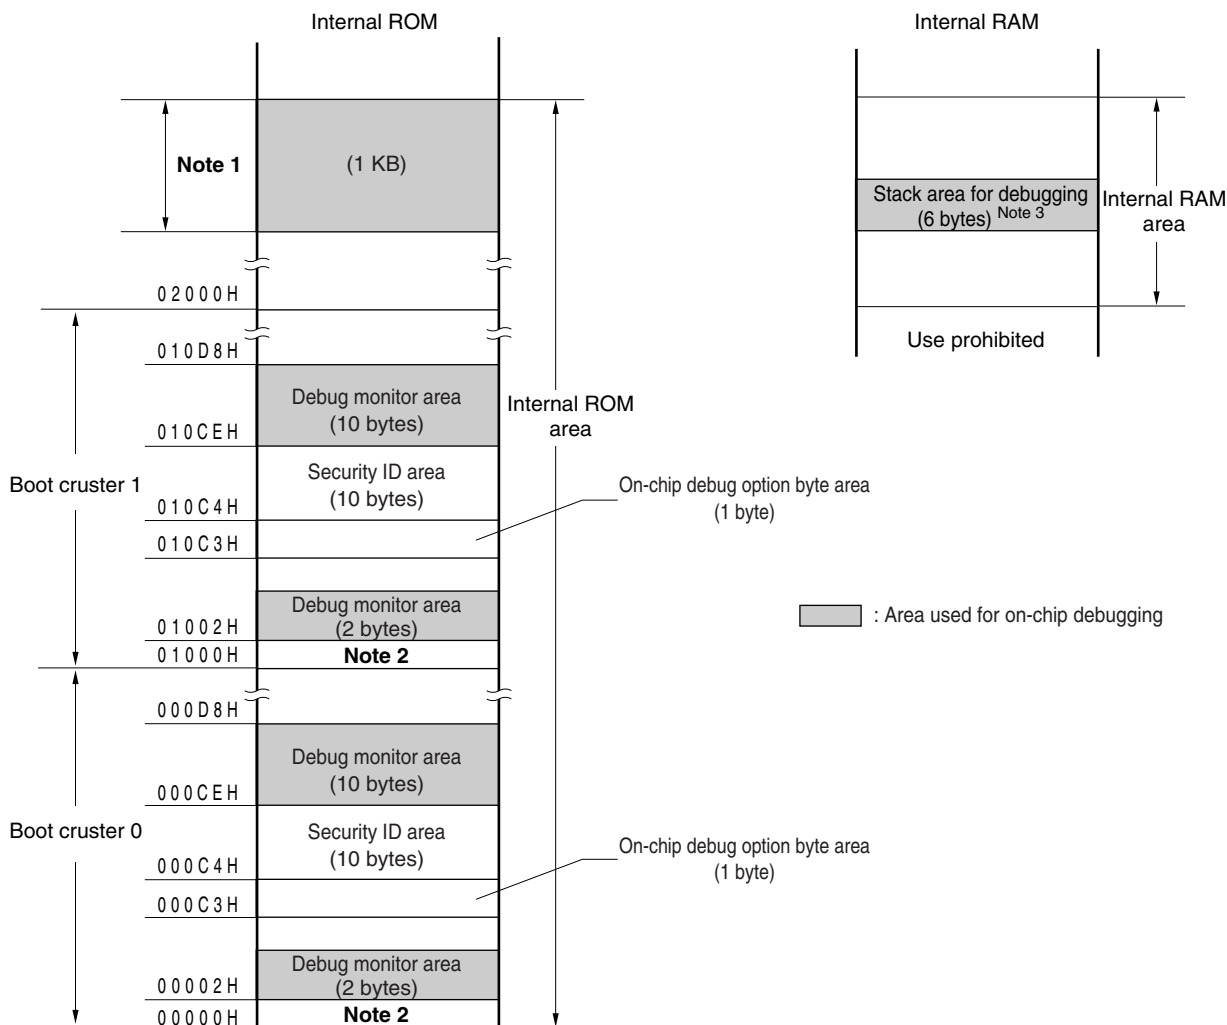 Internal ROM
Internal RAM
Note 1
(1 KB)
Stack area for debugging
(6 bytes) Note 3
Internal RAM
area
02000H
Use prohibited
010D8H
Debug monitor area
(10 bytes)
Internal ROM
area
010CEH
Boot cruster 1
Security ID area
(10 bytes)
On-chip debug option byte area
(1 byte)
010C4H
010C3H
Debug monitor area
(2 bytes)
: Area used for on-chip debugging
01002H
01000H
Note 2
000D8H
Debug monitor area
(10 bytes)
000CEH
Boot cruster 0
Security ID area
(10 bytes)
On-chip debug option byte area
(1 byte)
000C4H
000C3H
Debug monitor area
(2 bytes)
00002H
00000H
Note 2